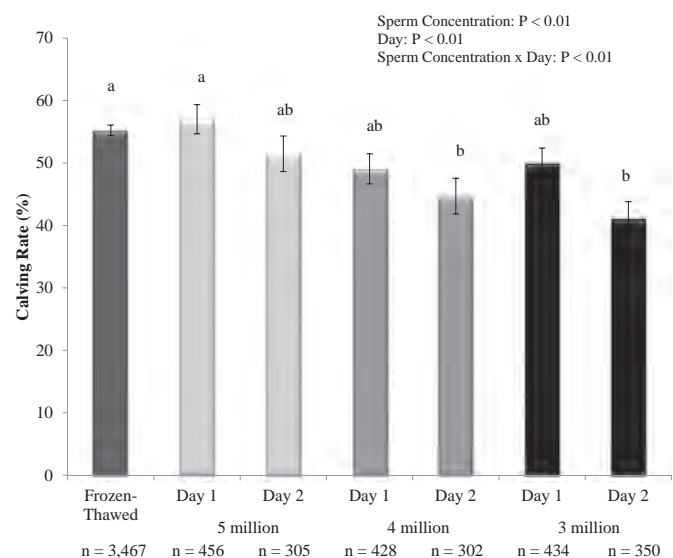 Sperm Concentration: P < 0.01
Day: P < 0.01
Sperm Concentration x Day: P < 0.01
Calving Rate (%)
70
60
50
40
30
20
10
0
a
a
ab
ab
b
ab
b
Frozen-
Thawed
Day 1 Day 2 Day 1 Day 2 Day 1 Day 2
5 million 4 million 3 million
n = 3,467 n = 456 n = 305 n = 428 n = 302 n = 434 n = 350